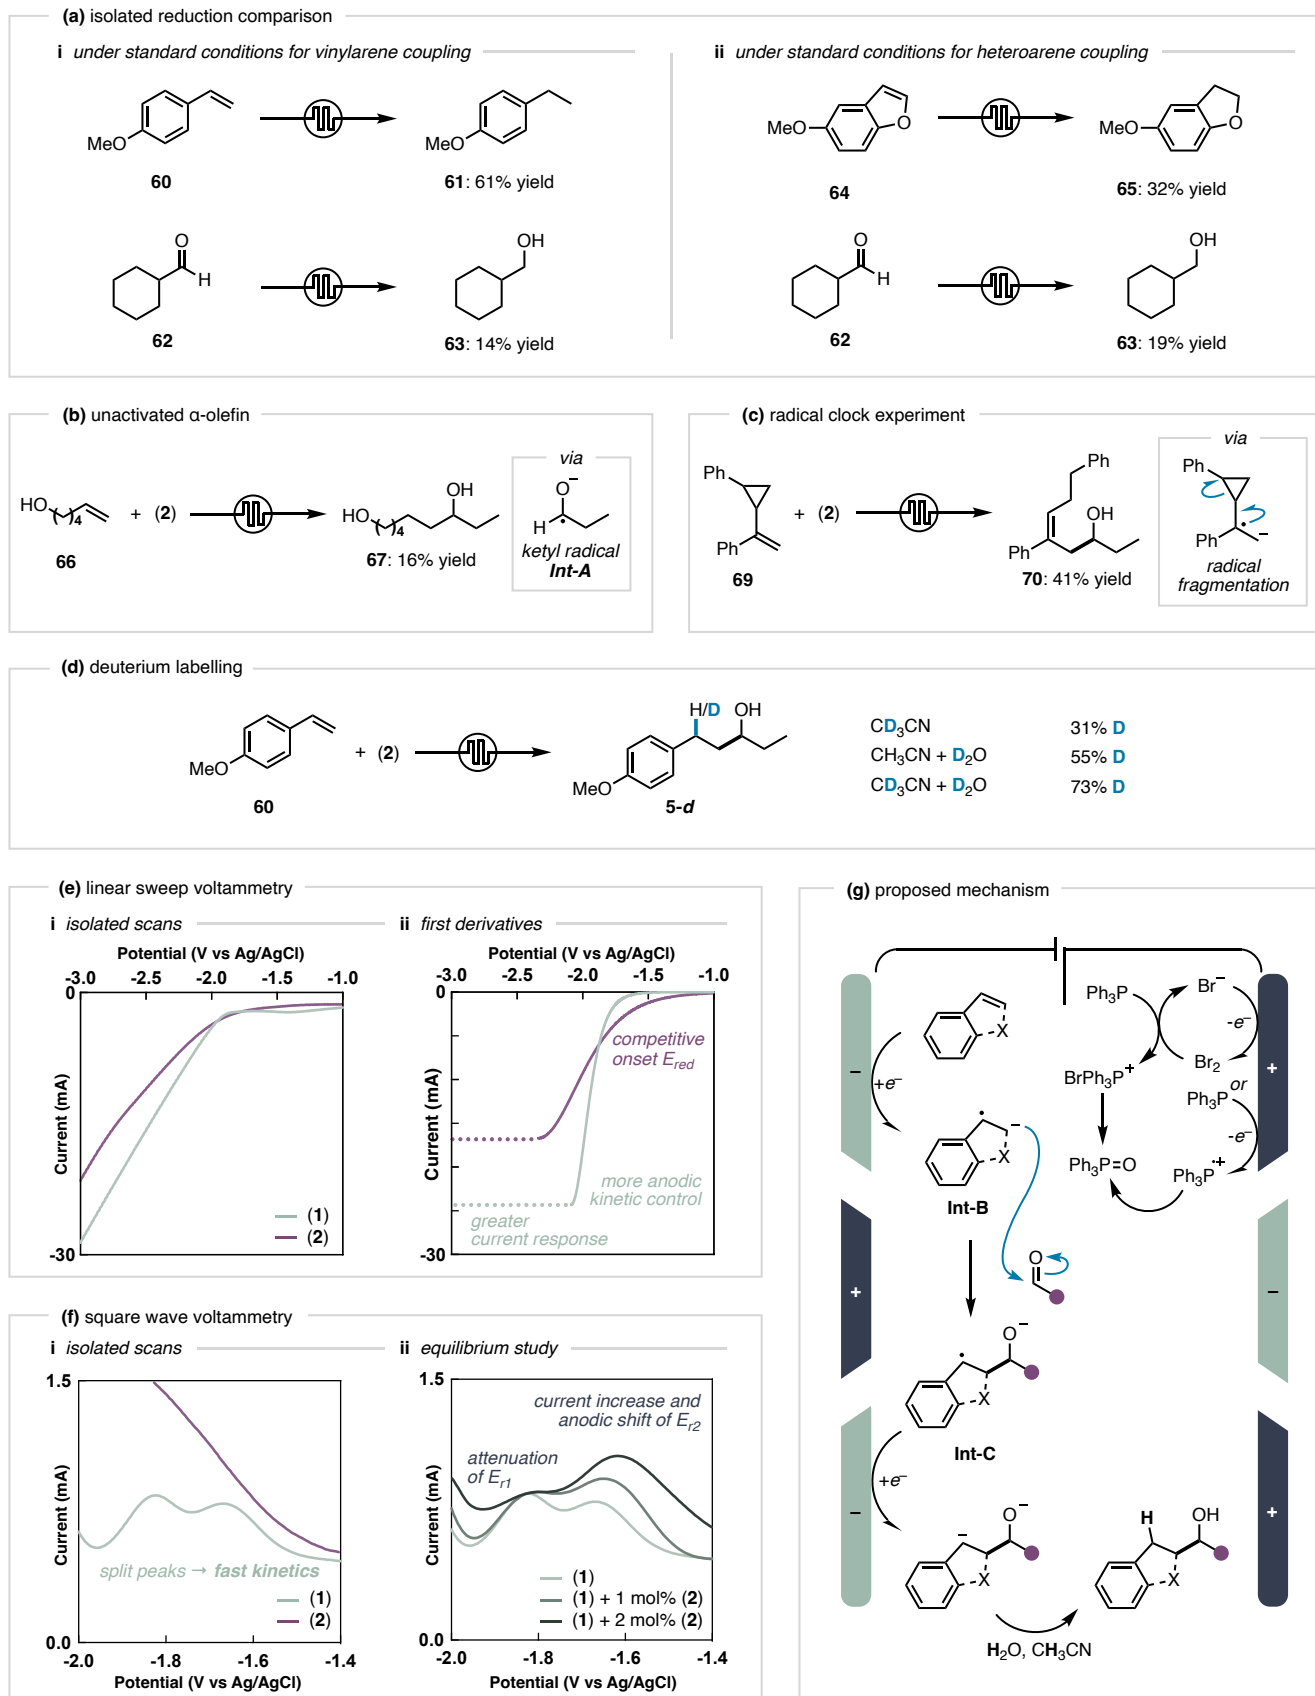 (a) isolated reduction comparison
i under standard conditions for vinylarene coupling
MeO
60
61: 61% yield
MeO
O
H
62
OH
63: 14% yield
ii under standard conditions for heteroarene coupling
MeO
O
64
MeO
O
65: 32% yield
O
H
62
OH
63: 19% yield
(b) unactivated α-olefin
HO
( )4
66
+ (2)
OH
HO
( )4
67: 16% yield
via
O−
H
ketyl radical
Int-A
(c) radical clock experiment
Ph
Ph
69
+ (2)
Ph
OH
Ph
70: 41% yield
via
Ph
Ph
−
radical
fragmentation
(d) deuterium labelling
MeO
60
+ (2)
H/D OH
MeO
5-d
CD3CN 31% D
CH3CN + D2O 55% D
CD3CN + D2O 73% D
(e) linear sweep voltammetry
i isolated scans
Potential (V vs Ag/AgCl)
-3.0 -2.5 -2.0 -1.5 -1.0
0
Current (mA)
-30
(1)
(2)
ii first derivatives
Potential (V vs Ag/AgCl)
-3.0 -2.5 -2.0 -1.5 -1.0
0
Current (mA)
-30
competitive
onset Ered
more anodic
kinetic control
greater
current response
(f) square wave voltammetry
i isolated scans
1.5
Current (mA)
0.0
split peaks → fast kinetics
(1)
(2)
-2.0 -1.8 -1.6 -1.4
Potential (V vs Ag/AgCl)
ii equilibrium study
1.5
Current (mA)
0.0
current increase and
anodic shift of Er2
attenuation
of Er1
(1)
(1) + 1 mol% (2)
(1) + 2 mol% (2)
-2.0 -1.8 -1.6 -1.4
Potential (V vs Ag/AgCl)
(g) proposed mechanism
−
+e−
X
−
X
Int-B
O
+
O−
X
Int-C
−
+e−
−
O−
X
H OH
X
H2O, CH3CN
Ph3P
Br−
-e−
Br2
BrPh3P+
or
Ph3P
-e−
Ph3P=O
Ph3P•+
+
−
+